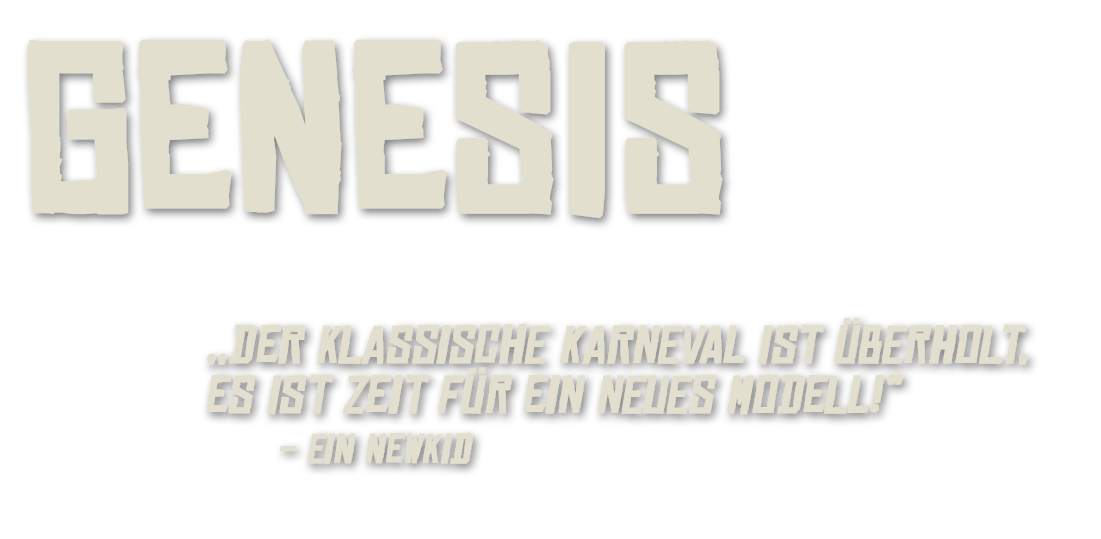 GENESIS
„DER KLASSISCHE KARNEVAL IST ÜBERHOLT.
ES IST ZEIT FÜR EIN NEUES MODELL!"
- EIN NEWKID